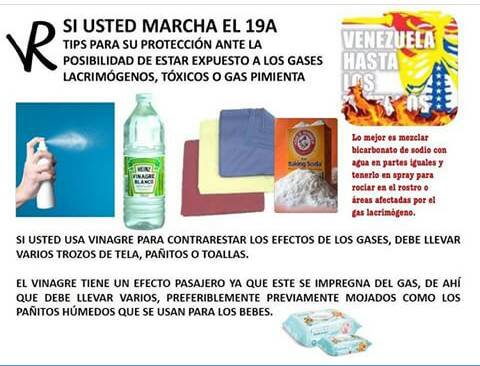 VR
SI USTED MARCHA EL 19A
TIPS PARA SU PROTECCIÓN ANTE LA
POSIBILIDAD DE ESTAR EXPUESTO A LOS GASES
LACRIMÓGENOS, TÓXICOS O GAS PIMIENTA
VENEZUELA
HASTA
LOS
OS
HEINZ
VINAGRE
BLANCO
ARM & HAMMER
Baking Soda
Lo mejor es mezclar
bicarbonato de sodio con
agua en partes iguales y
tenerlo en spray para
rociar en el rostro o
áreas afectadas por el
gas lacrimógeno.
SI USTED USA VINAGRE PARA CONTRARESTAR LOS EFECTOS DE LOS GASES, DEBE LLEVAR
VARIOS TROZOS DE TELA, PAÑITOS O TOALLAS.
EL VINAGRE TIENE UN EFECTO PASAJERO YA QUE ESTE SE IMPREGNA DEL GAS, DE AHÍ
QUE DEBE LLEVAR VARIOS, PREFERIBLEMENTE PREVIAMENTE MOJADOS COMO LOS
PAÑITOS HÚMEDOS QUE SE USAN PARA LOS BEBES.